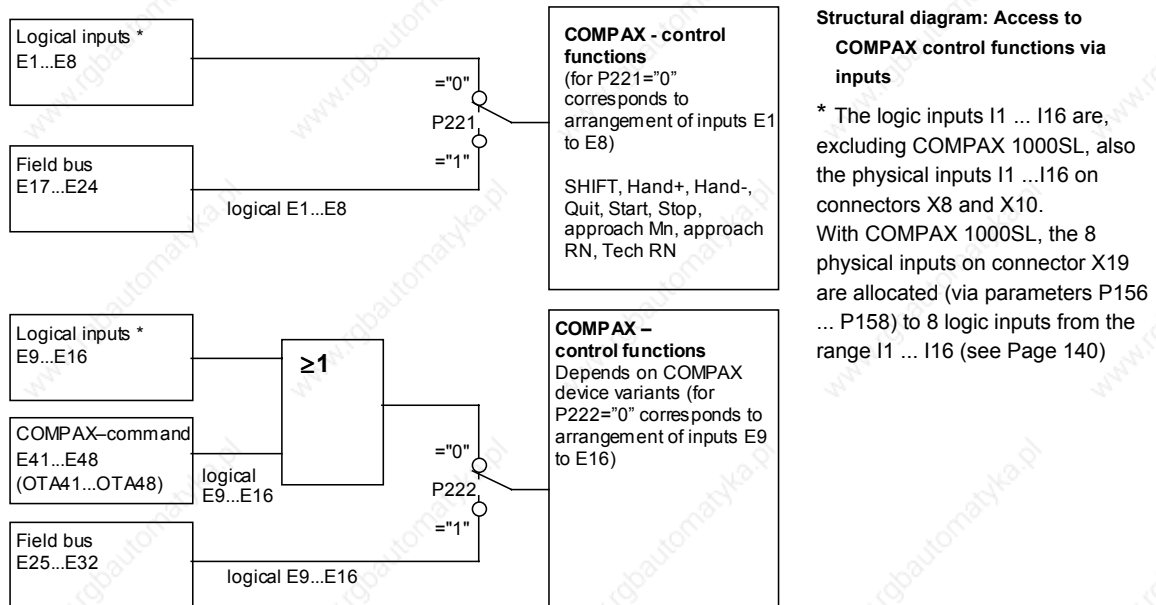 Logical inputs *
E1...E8
="0"
P221
="1"
Field bus
E17...E24
logical E1...E8
COMPAX - control
functions
(for P221="0"
corresponds to
arrangement of inputs E1
to E8)
SHIFT, Hand+, Hand-,
Quit, Start, Stop,
approach Mn, approach
RN, Tech RN
Logical inputs *
E9...E16
≥1
COMPAX–command
E41...E48
(OTA41...OTA48)
logical
E9...E16
="0"
P222
="1"
Field bus
E25...E32
logical E9...E16
COMPAX –
control functions
Depends on COMPAX
device variants (for
P222="0" corresponds to
arrangement of inputs E9
to E16)
Structural diagram: Access to
COMPAX control functions via
inputs
* The logic inputs I1 ... I16 are,
excluding COMPAX 1000SL, also
the physical inputs I1 ...I16 on
connectors X8 and X10.
With COMPAX 1000SL, the 8
physical inputs on connector X19
are allocated (via parameters P156
... P158) to 8 logic inputs from the
range I1 ... I16 (see Page 140)
www.rgbautomatyka.pl